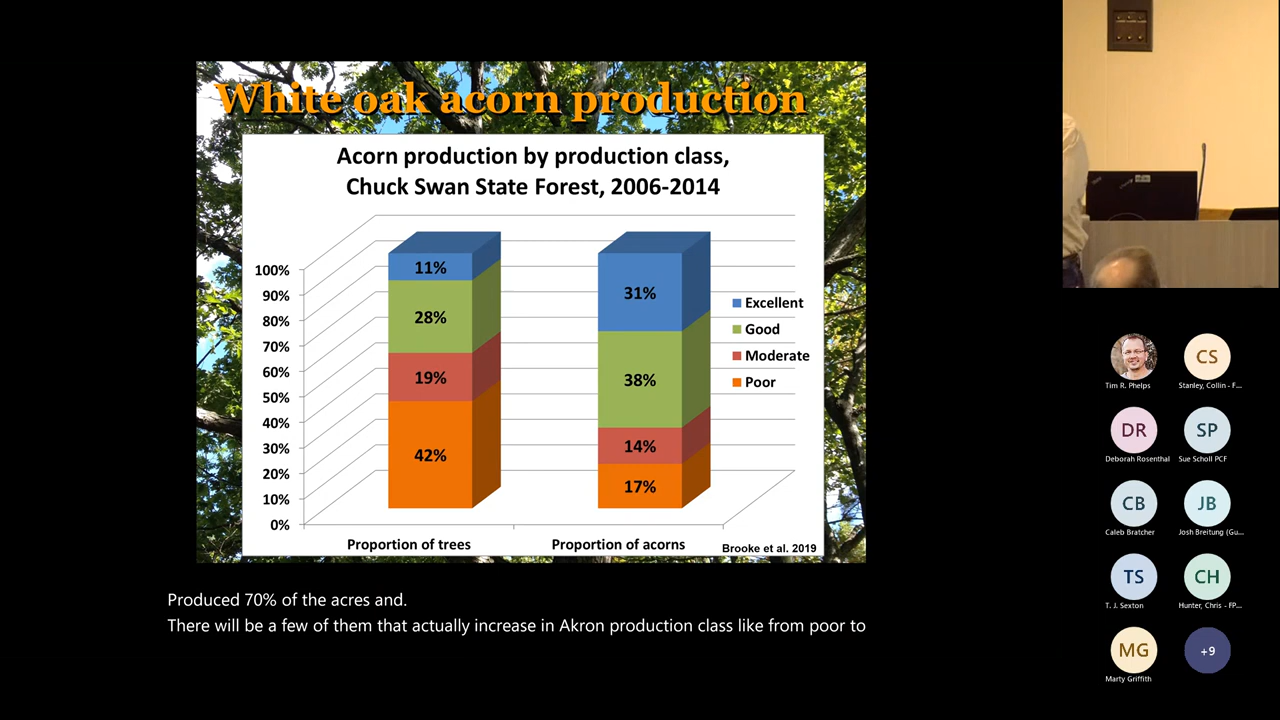 White oak acorn production
Acorn production by production class,
Chuck Swan State Forest, 2006-2014
100%
90%
80%
70%
60%
50%
40%
30%
20%
10%
0%
11%
28%
19%
42%
31%
38%
14%
17%
Excellent
Good
Moderate
Poor
Proportion of trees
Proportion of acorns
Brooke et al. 2019
Produced 70% of the acres and.
There will be a few of them that actually increase in Akron production class like from poor to
Tim R. Phelps
CS
Stanley, Collin - F...
DR
Deborah Rosenthal
SP
Sue Scholl PCF
CB
Caleb Bratcher
JB
Josh Breitung (Gu...
TS
T. J. Sexton
CH
Hunter, Chris - FP...
MG
Marty Griffith
+9